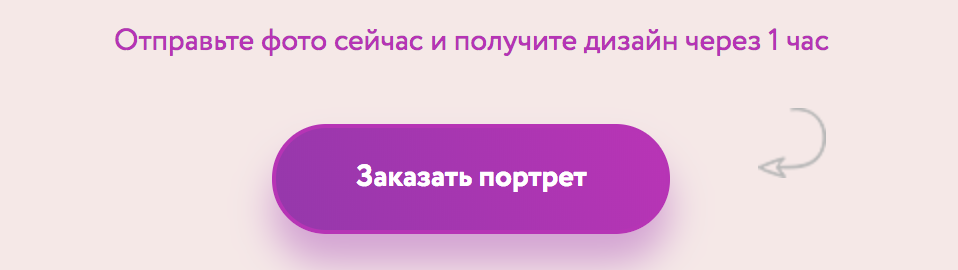 Отправьте фото сейчас и получите дизайн через 1 час
Заказать портрет